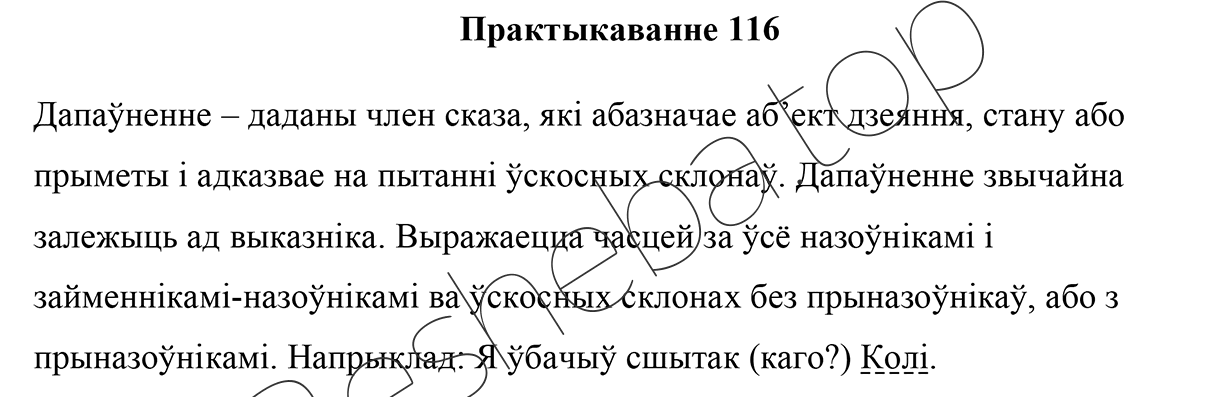 Практыкаванне 116
Дапаўненне – даданы член сказа, які абазначае аб’ект дзеяння, стану або
прыметы і адказвае на пытанні ўскосных склонаў. Дапаўненне звычайна
залежыць ад выказніка. Выражаецца часцей за ўсё назоўнікамі і
займеннікамі-назоўнікамі ва ўскосных склонах без прыназоўнікаў, або з
прыназоўнікамі. Напрыклад: Я ўбачыў сшытак (каго?) Колі.